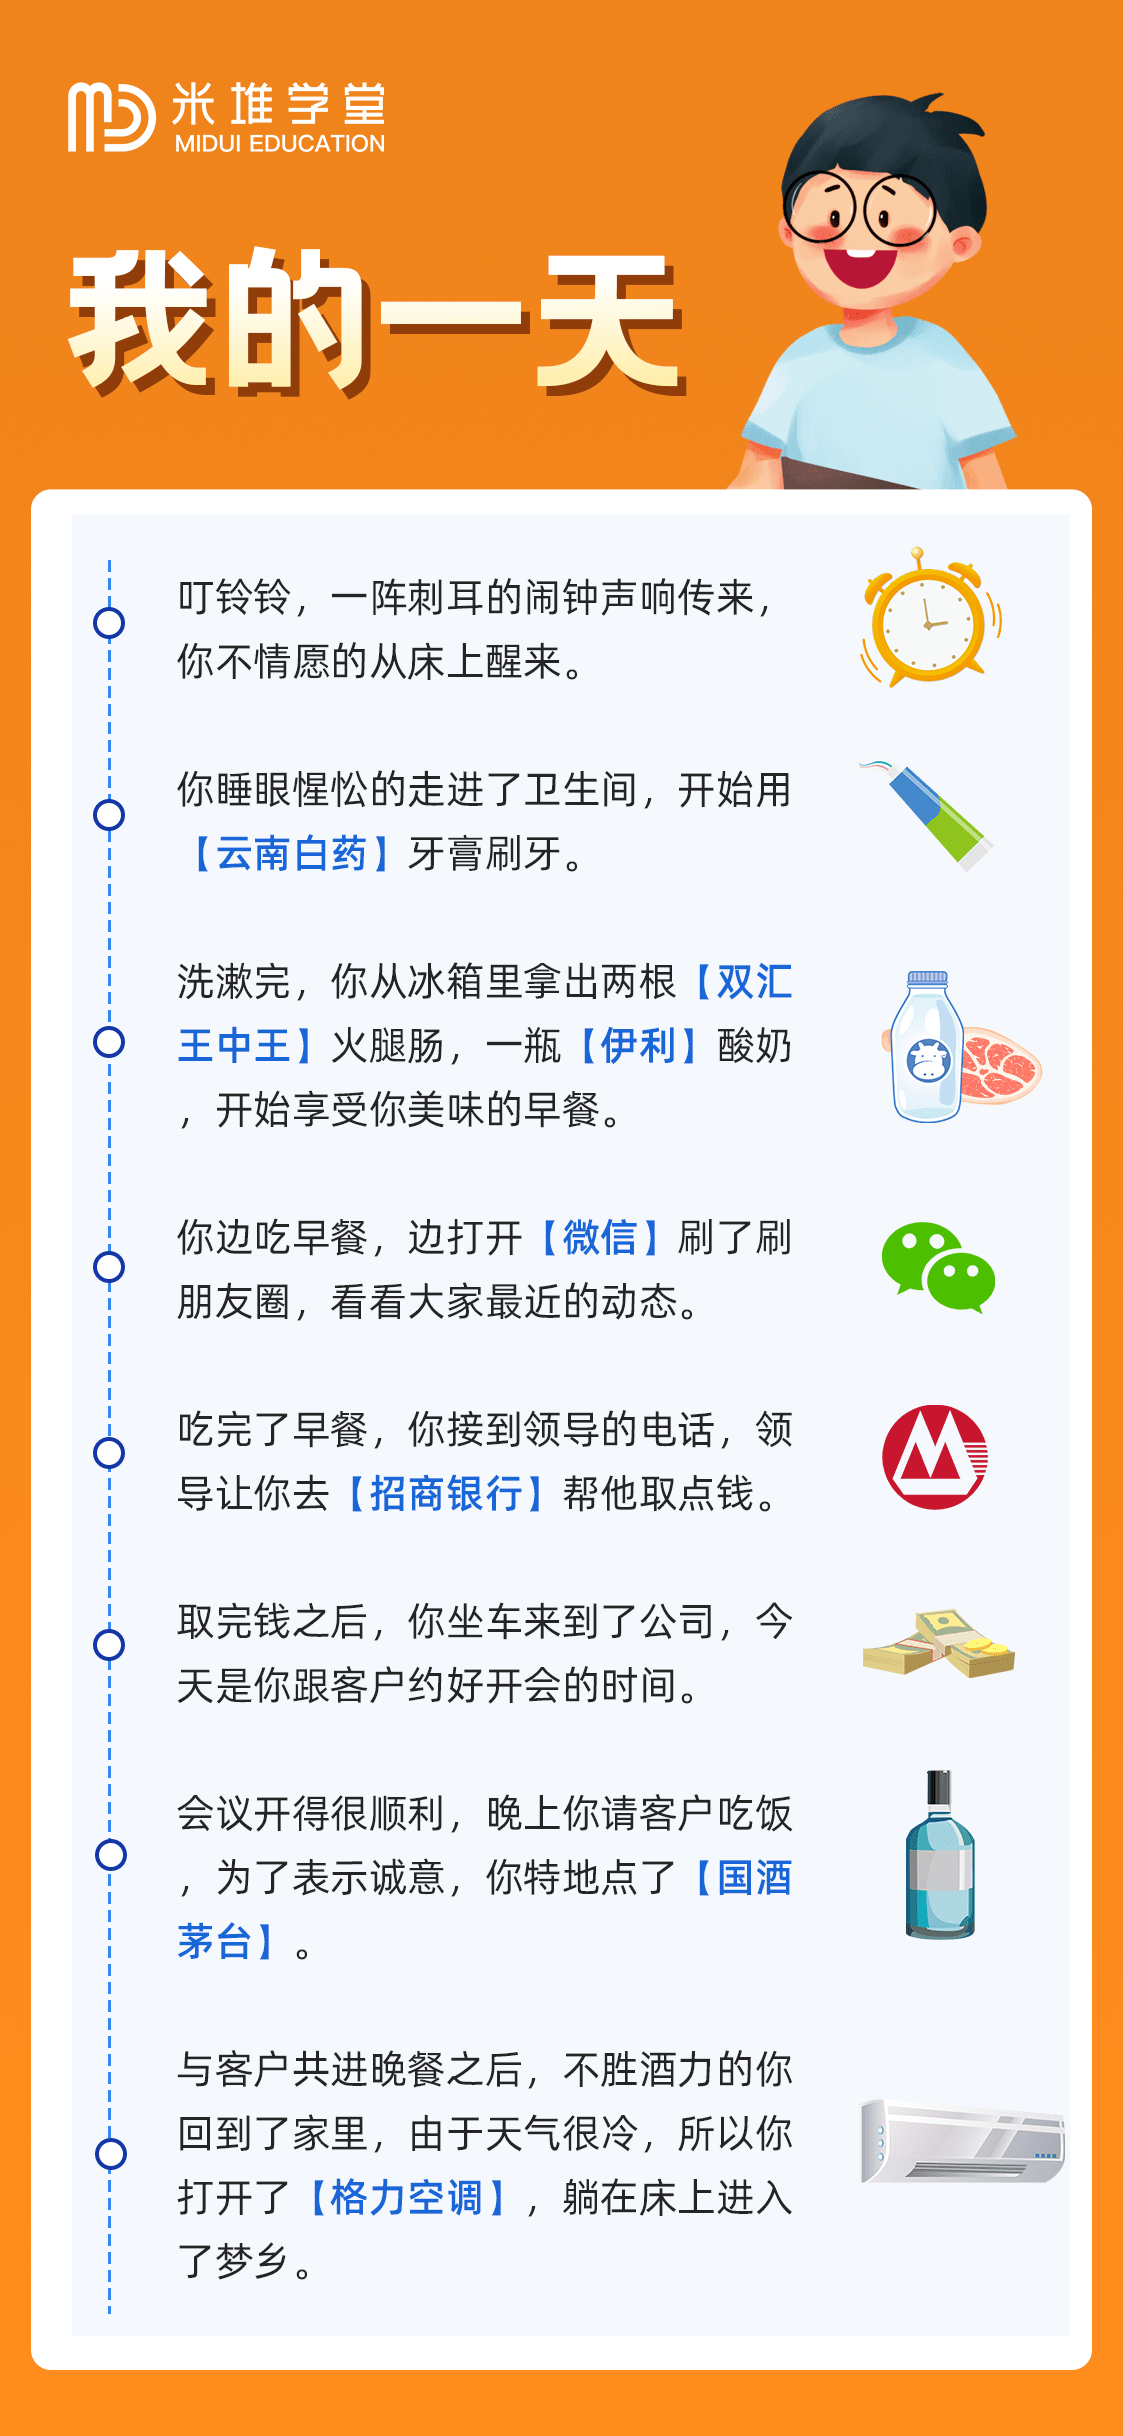 米堆学堂
MIDUI EDUCATION
我的一天
叮铃铃，一阵刺耳的闹钟声响传来，
你不情愿的从床上醒来。
你睡眼惺忪的走进了卫生间，开始用
【云南白药】牙膏刷牙。
洗漱完，你从冰箱里拿出两根【双汇
王中王】火腿肠，一瓶【伊利】酸奶
，开始享受你美味的早餐。
你边吃早餐，边打开【微信】刷了刷
朋友圈，看看大家最近的动态。
吃完了早餐，你接到领导的电话，领
导让你去【招商银行】帮他取点钱。
取完钱之后，你坐车来到了公司，今
天是你跟客户约好开会的时间。
会议开得很顺利，晚上你请客户吃饭
，为了表示诚意，你特地点了【国酒
茅台】。
与客户共进晚餐之后，不胜酒力的你
回到了家里，由于天气很冷，所以你
打开了【格力空调】，躺在床上进入
了梦乡。